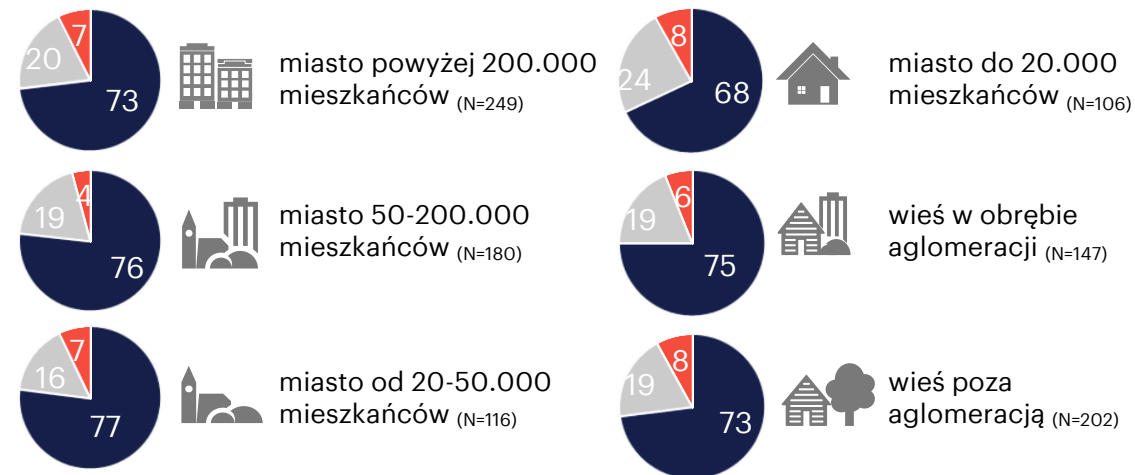 7
20
73
miasto powyżej 200.000
mieszkańców (N=249)
8
24
68
miasto do 20.000
mieszkańców (N=106)
4
19
76
miasto 50-200.000
mieszkańców (N=180)
6
19
75
wieś w obrębie
aglomeracji (N=147)
7
16
77
miasto od 20-50.000
mieszkańców (N=116)
8
19
73
wieś poza
aglomeracją (N=202)